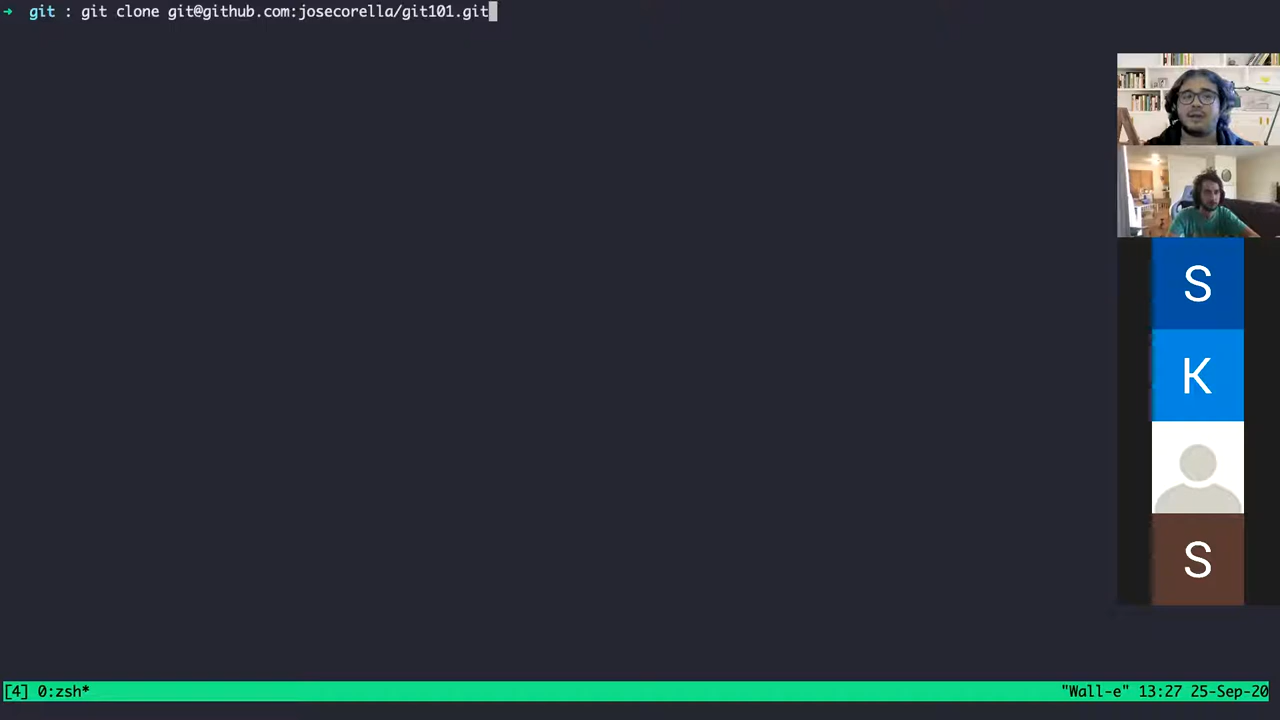 ➜  git : git clone git@github.com:josecorella/git101.git
S
K
S
[4] 0:zsh* "Wall-e" 13:27 25-Sep-20